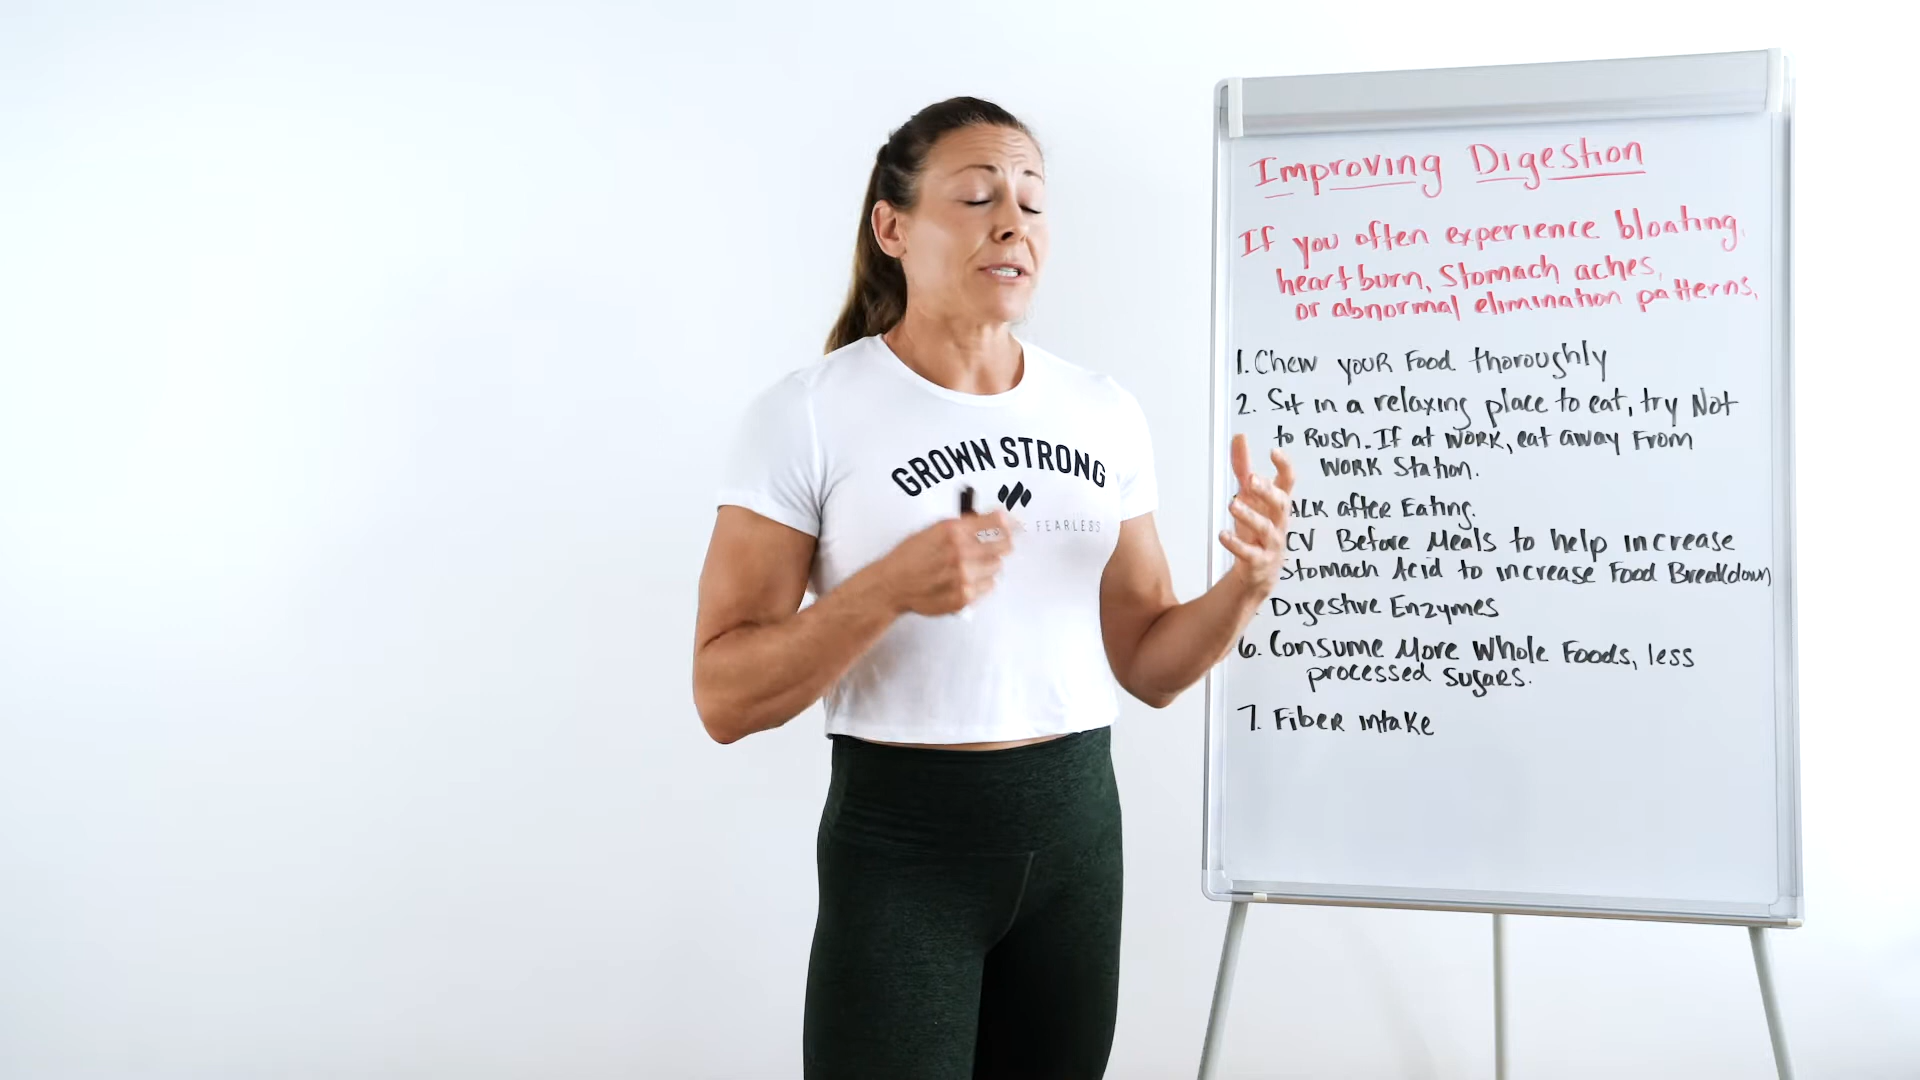 GROWN STRONG
FEARLESS
Improving Digestion
If you often experience bloating,
heartburn, stomach aches,
or abnormal elimination patterns,
1. Chew your Food thoroughly
2. Sit in a relaxing place to eat, try Not
to Rush. If at WORK, eat away From
WORK Station.
ALK after Eating.
CV Before Meals to help increase
Stomach Acid to increase Food Breakdown
Digestive Enzymes
6. Consume More Whole Foods, less
processed sugars.
7. Fiber intake